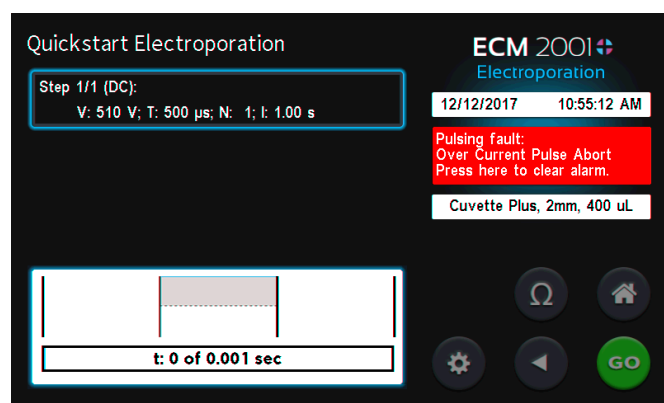 Quickstart Electroporation
Step 1/1 (DC):
V: 510 V; T: 500 µs; N: 1; I: 1.00 s
t: 0 of 0.001 sec
ECM 2001
Electroporation
12/12/2017 10:55:12 AM
Pulsing fault:
Over Current Pulse Abort
Press here to clear alarm.
Cuvette Plus, 2mm, 400 uL
Ω
GO